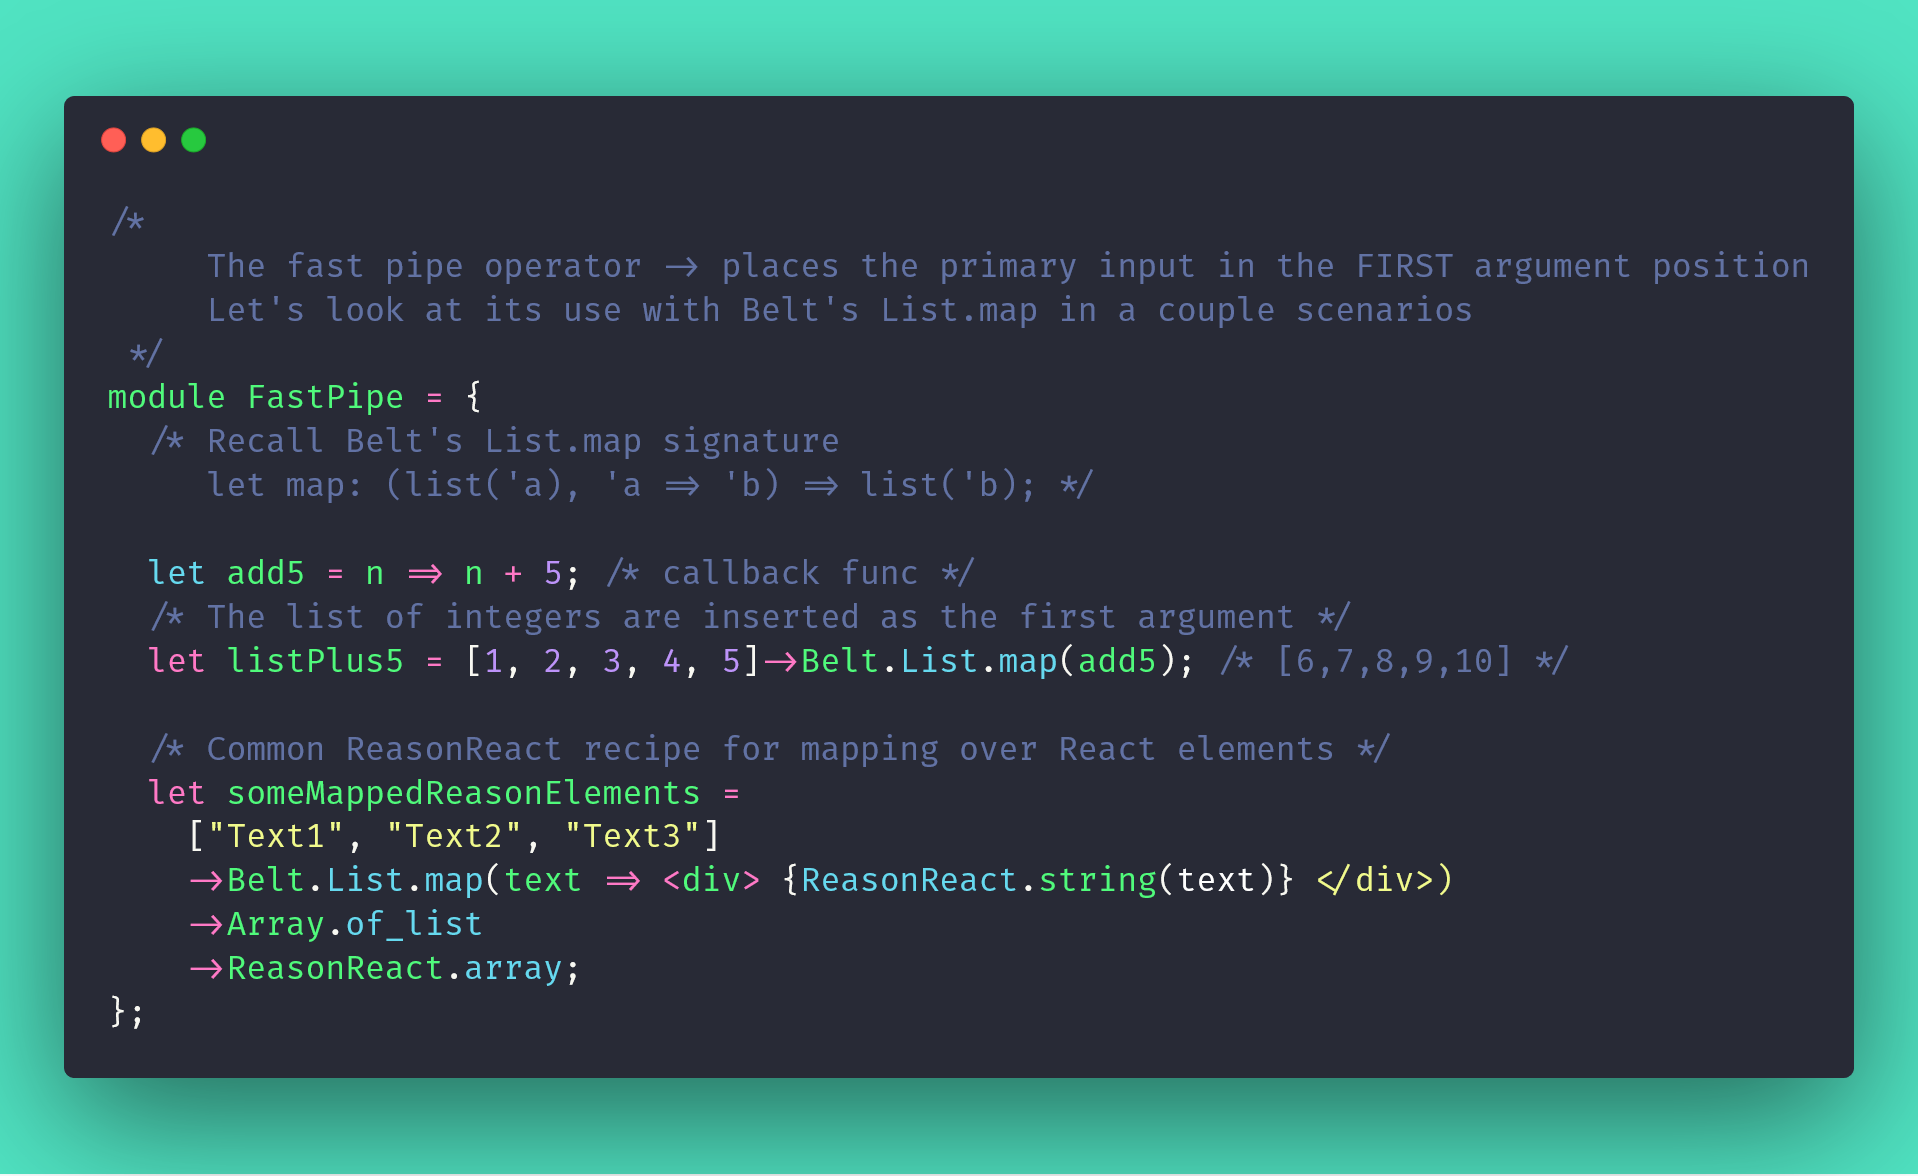 /*
     The fast pipe operator -> places the primary input in the FIRST argument position
     Let's look at its use with Belt's List.map in a couple scenarios
 */
module FastPipe = {
  /* Recall Belt's List.map signature
     let map: (list('a), 'a => 'b) => list('b); */

  let add5 = n => n + 5; /* callback func */
  /* The list of integers are inserted as the first argument */
  let listPlus5 = [1, 2, 3, 4, 5]->Belt.List.map(add5); /* [6,7,8,9,10] */

  /* Common ReasonReact recipe for mapping over React elements */
  let someMappedReasonElements =
    ["Text1", "Text2", "Text3"]
    ->Belt.List.map(text => <div> {ReasonReact.string(text)} </div>)
    ->Array.of_list
    ->ReasonReact.array;
};